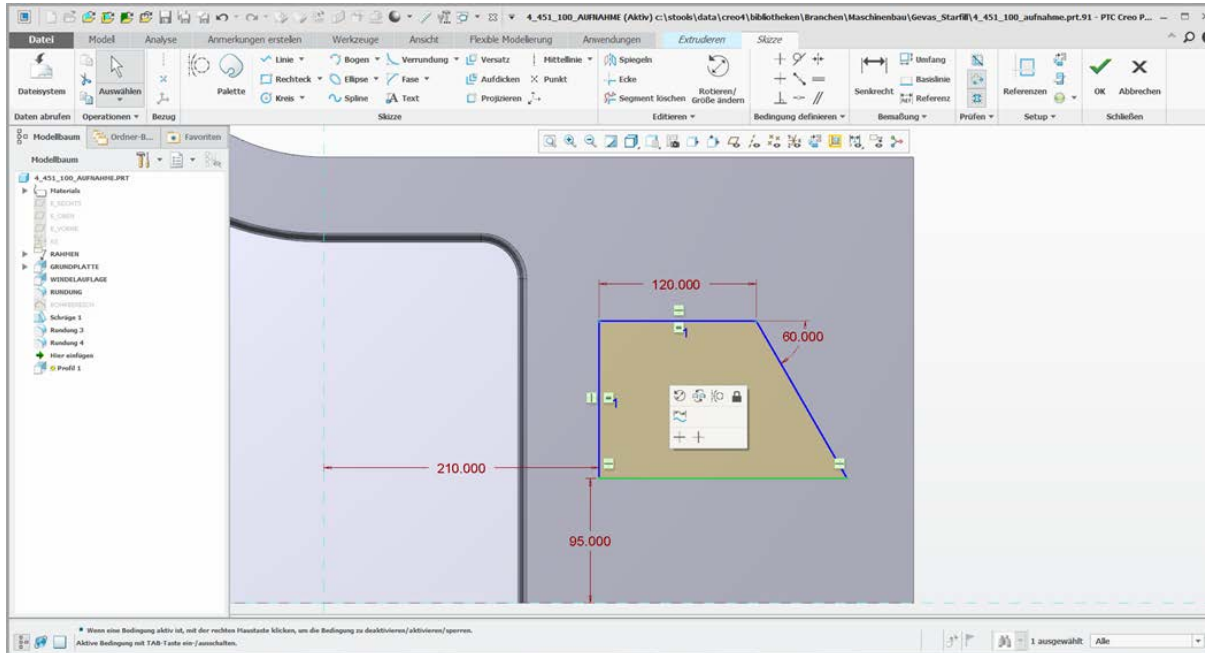 4_451_100_AUFNAHME (Aktiv) c:\stools\data\creo4\bibliotheken\Branchen\Maschinenbau\Gevas_Starfill\4_451_100_aufnahme.prt.91 - PTC Creo P...
Datei Modell Analyse Anmerkungen erstellen Werkzeuge Ansicht Flexible Modellierung Anwendungen Extrudieren Skizze
Linie Bogen Verrundung Versatz Mittellinie Spiegeln Umfang
Rechteck Ellipse Fase Aufdicken Punkt Ecke Basislinie
Dateisystem Auswählen Palette Kreis Spline Text Projizieren Segment löschen Rotieren/ Größe ändern Senkrecht Referenz Referenzen OK Abbrechen
Daten abrufen Operationen Bezug Skizze Editieren Bedingung definieren Bemaßung Prüfen Setup Schließen
Modellbaum Ordner-B... Favoriten
Modellbaum
4_451_100_AUFNAHME.PRT
Materials
E_RECHTS
E_OBEN
E_VORNE
RAHMEN
GRUNDPLATTE
WINDELAUFLAGE
RUNDUNG
Schräge 1
Rundung 3
Rundung 4
Hier einfügen
Profil 1
120.000
60.000
1
1
210.000
95.000
Wenn eine Bedingung aktiv ist, mit der rechten Maustaste klicken, um die Bedingung zu deaktivieren/aktivieren/sperren.
Aktive Bedingung mit TAB-Taste ein-/ausschalten.
1 ausgewählt Alle